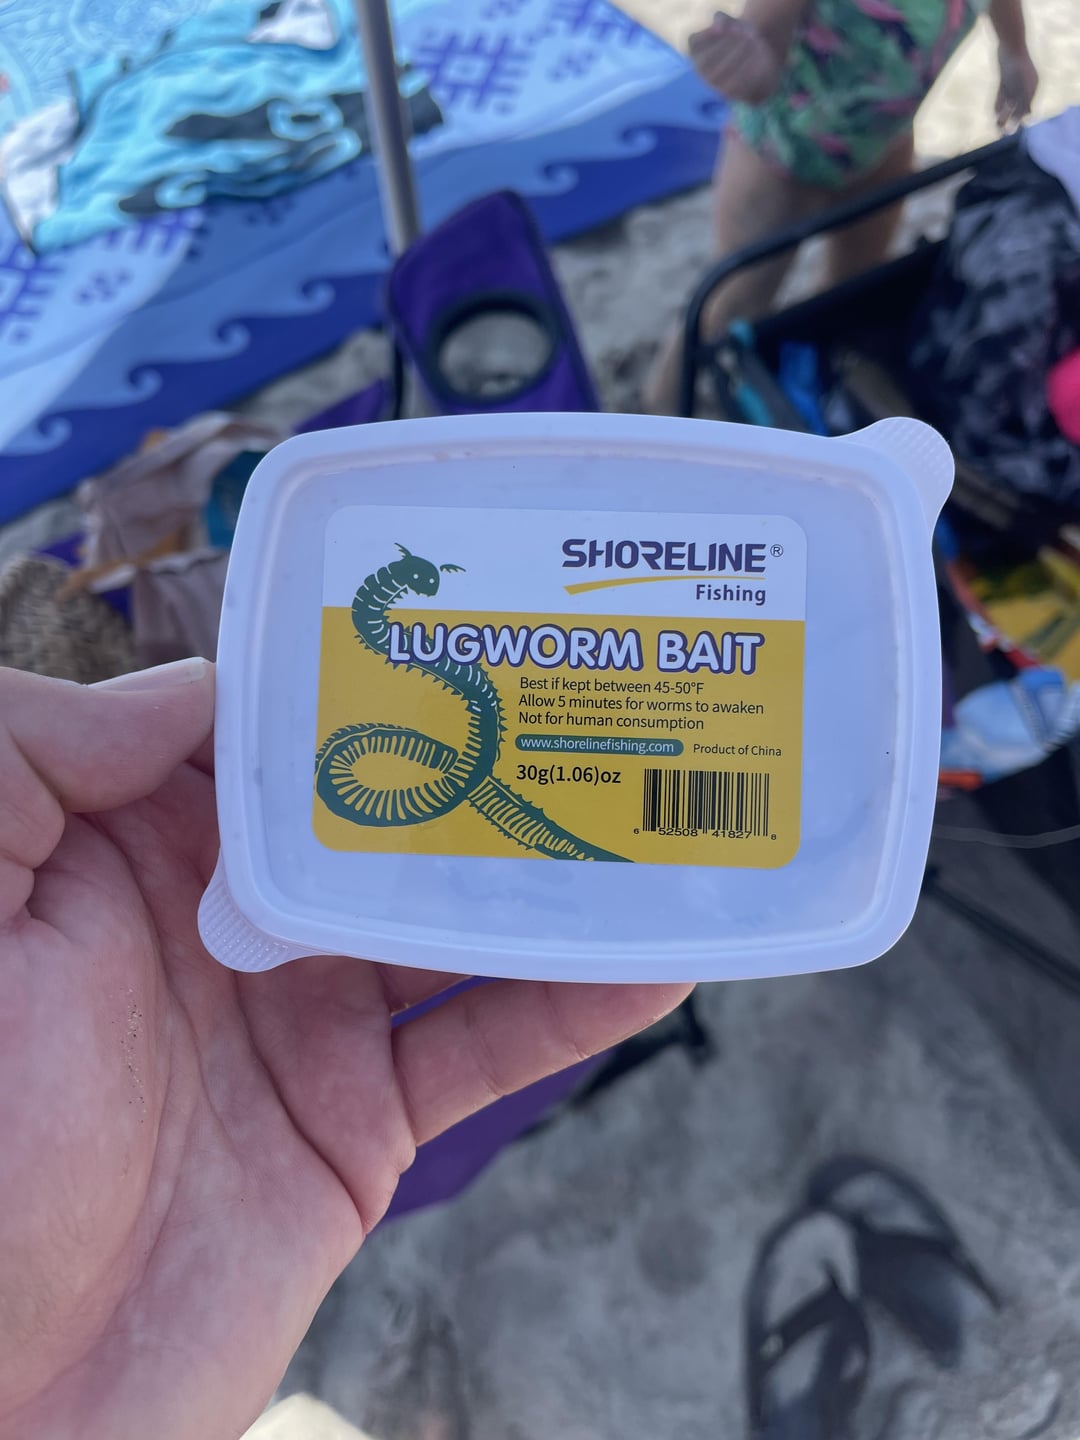 SHORELINE®
Fishing
LUGWORM BAIT
Best if kept between 45-50°F
Allow 5 minutes for worms to awaken
Not for human consumption
www.shorelinefishing.com Product of China
30g(1.06)oz
6 52508 41827 8